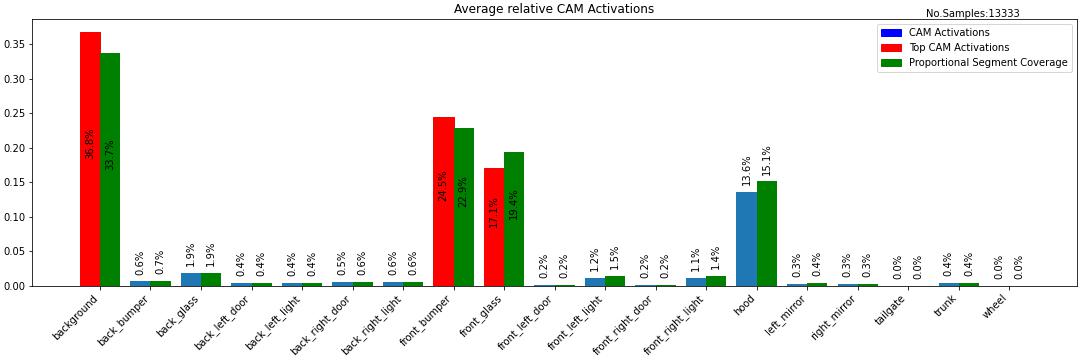 Average relative CAM Activations
No.Samples:13333
CAM Activations
Top CAM Activations
Proportional Segment Coverage
0.35
0.30
0.25
0.20
0.15
0.10
0.05
0.00
36.8%
33.7%
0.6%
0.7%
1.9%
1.9%
0.4%
0.4%
0.4%
0.4%
0.5%
0.6%
0.6%
0.6%
24.5%
22.9%
17.1%
19.4%
0.2%
0.2%
1.2%
1.5%
0.2%
0.2%
1.1%
1.4%
13.6%
15.1%
0.3%
0.4%
0.3%
0.3%
0.0%
0.0%
0.4%
0.4%
0.0%
0.0%
background
back_bumper
back_glass
back_left_door
back_left_light
back_right_door
back_right_light
front_bumper
front_glass
front_left_door
front_left_light
front_right_door
front_right_light
hood
left_mirror
right_mirror
tailgate
trunk
wheel